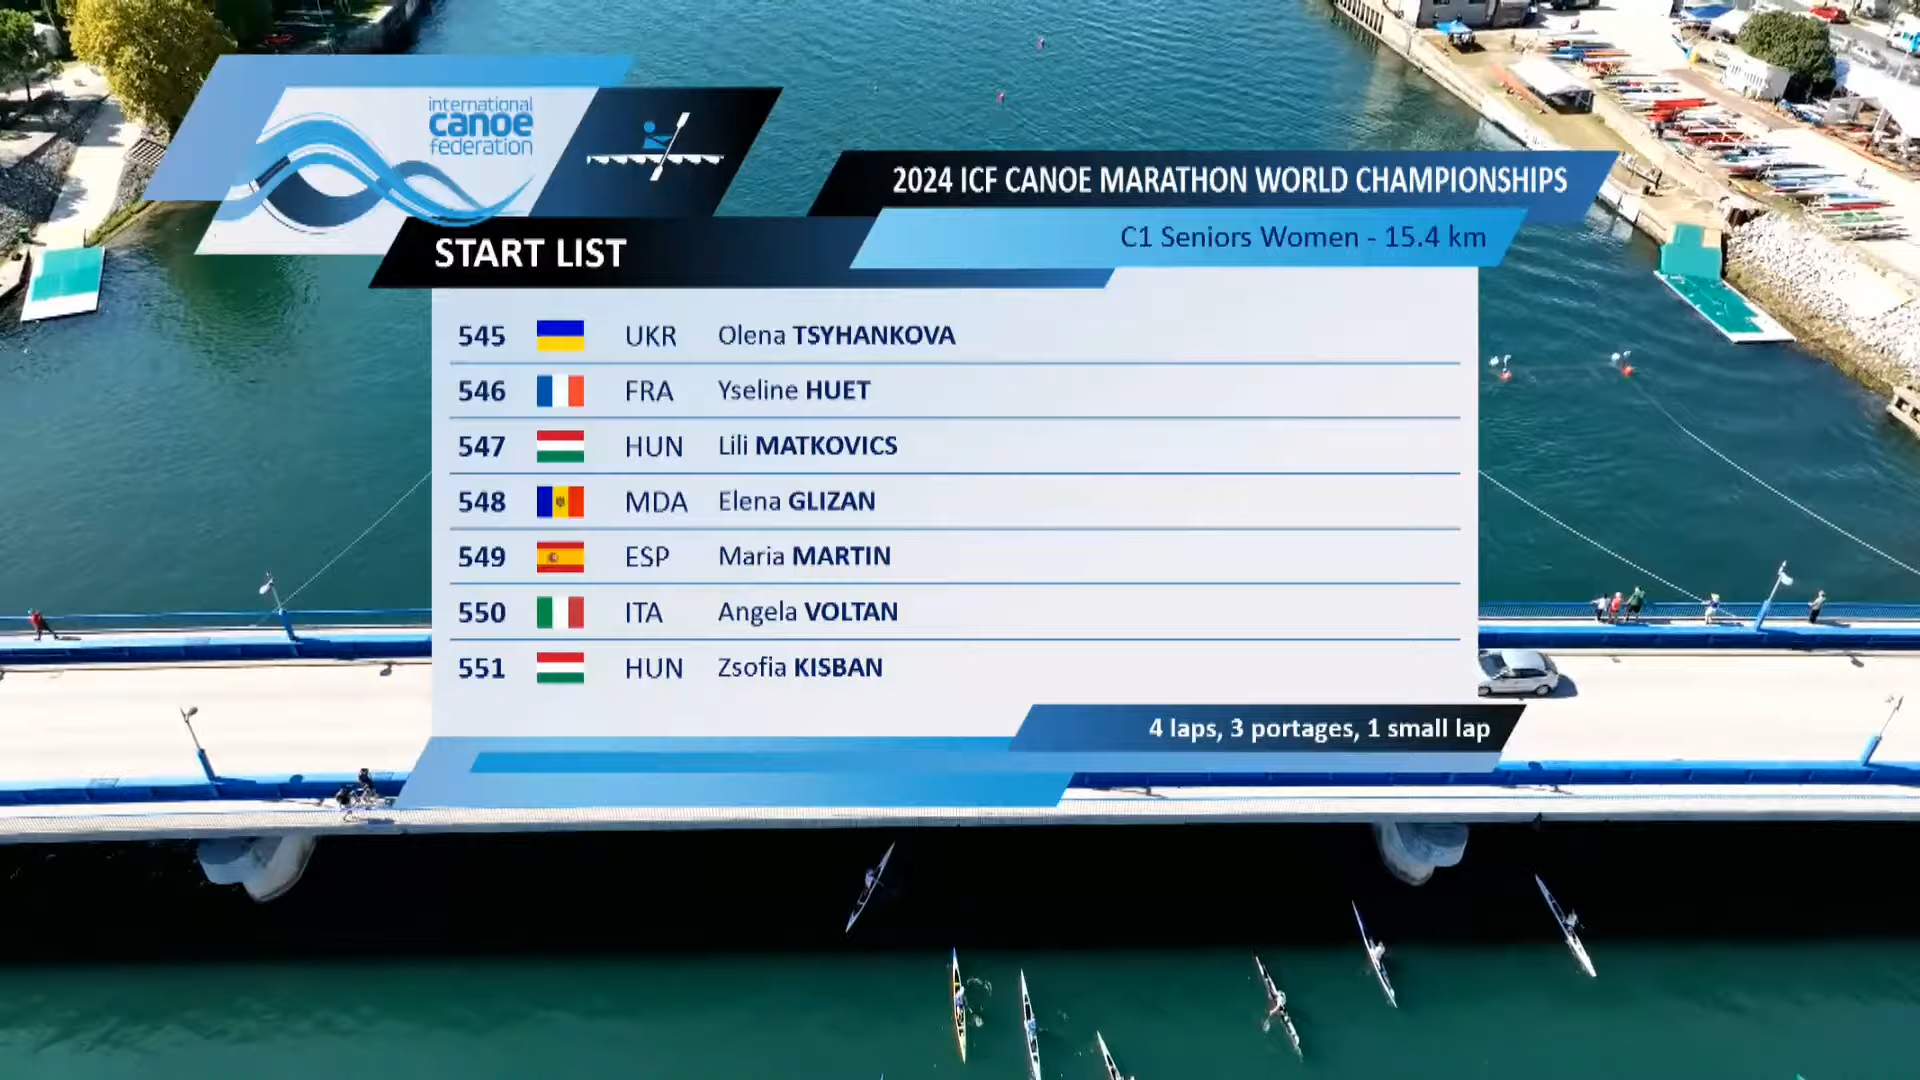 international
canoe
federation
2024 ICF CANOE MARATHON WORLD CHAMPIONSHIPS
START LIST
C1 Seniors Women - 15.4 km
545 UKR Olena TSYHANKOVA
546 FRA Yseline HUET
547 HUN Lili MATKOVICS
548 MDA Elena GLIZAN
549 ESP Maria MARTIN
550 ITA Angela VOLTAN
551 HUN Zsofia KISBAN
4 laps, 3 portages, 1 small lap